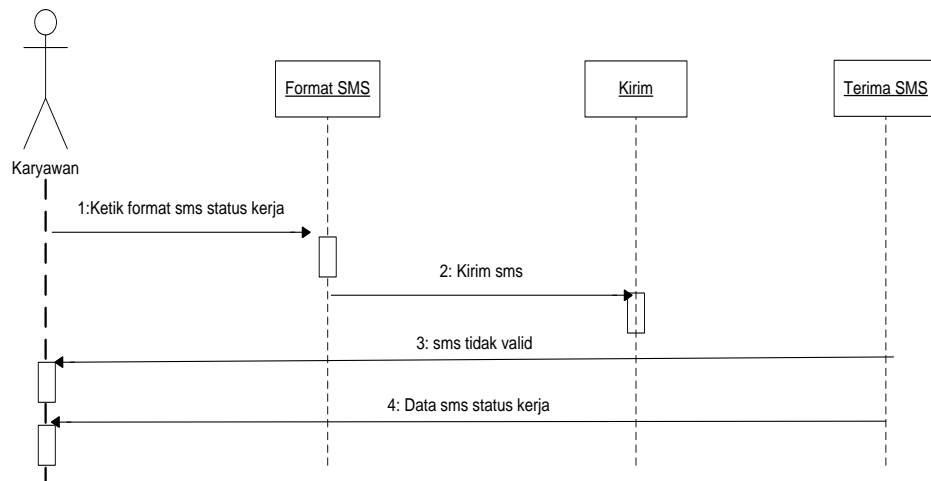 Format SMS
Kirim
Terima SMS
Karyawan
1:Ketik format sms status kerja
2: Kirim sms
3: sms tidak valid
4: Data sms status kerja